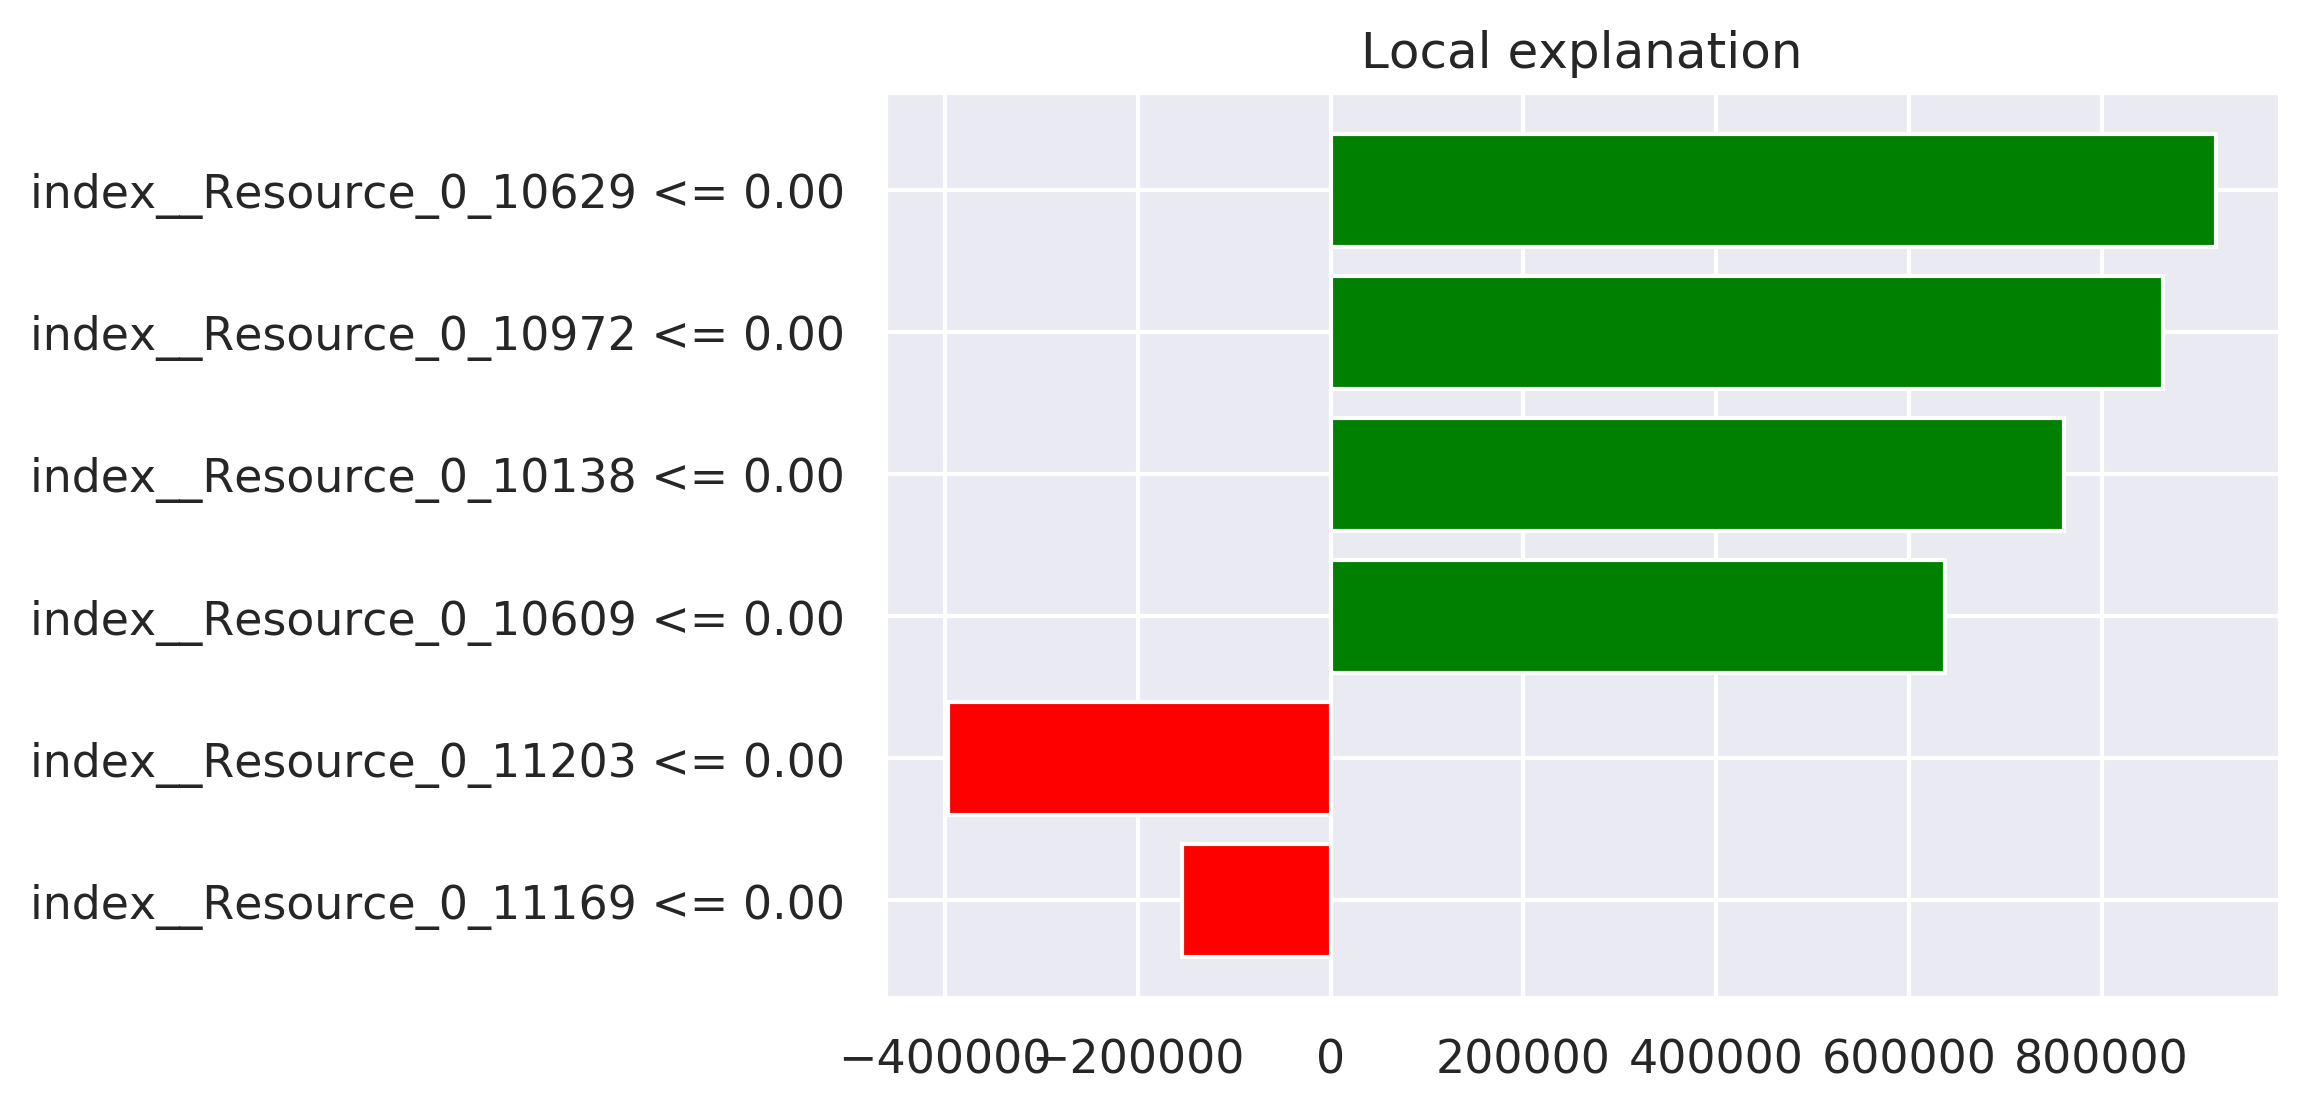 Local explanation
index__Resource_0_10629 <= 0.00
index__Resource_0_10972 <= 0.00
index__Resource_0_10138 <= 0.00
index__Resource_0_10609 <= 0.00
index__Resource_0_11203 <= 0.00
index__Resource_0_11169 <= 0.00
−400000 −200000 0 200000 400000 600000 800000